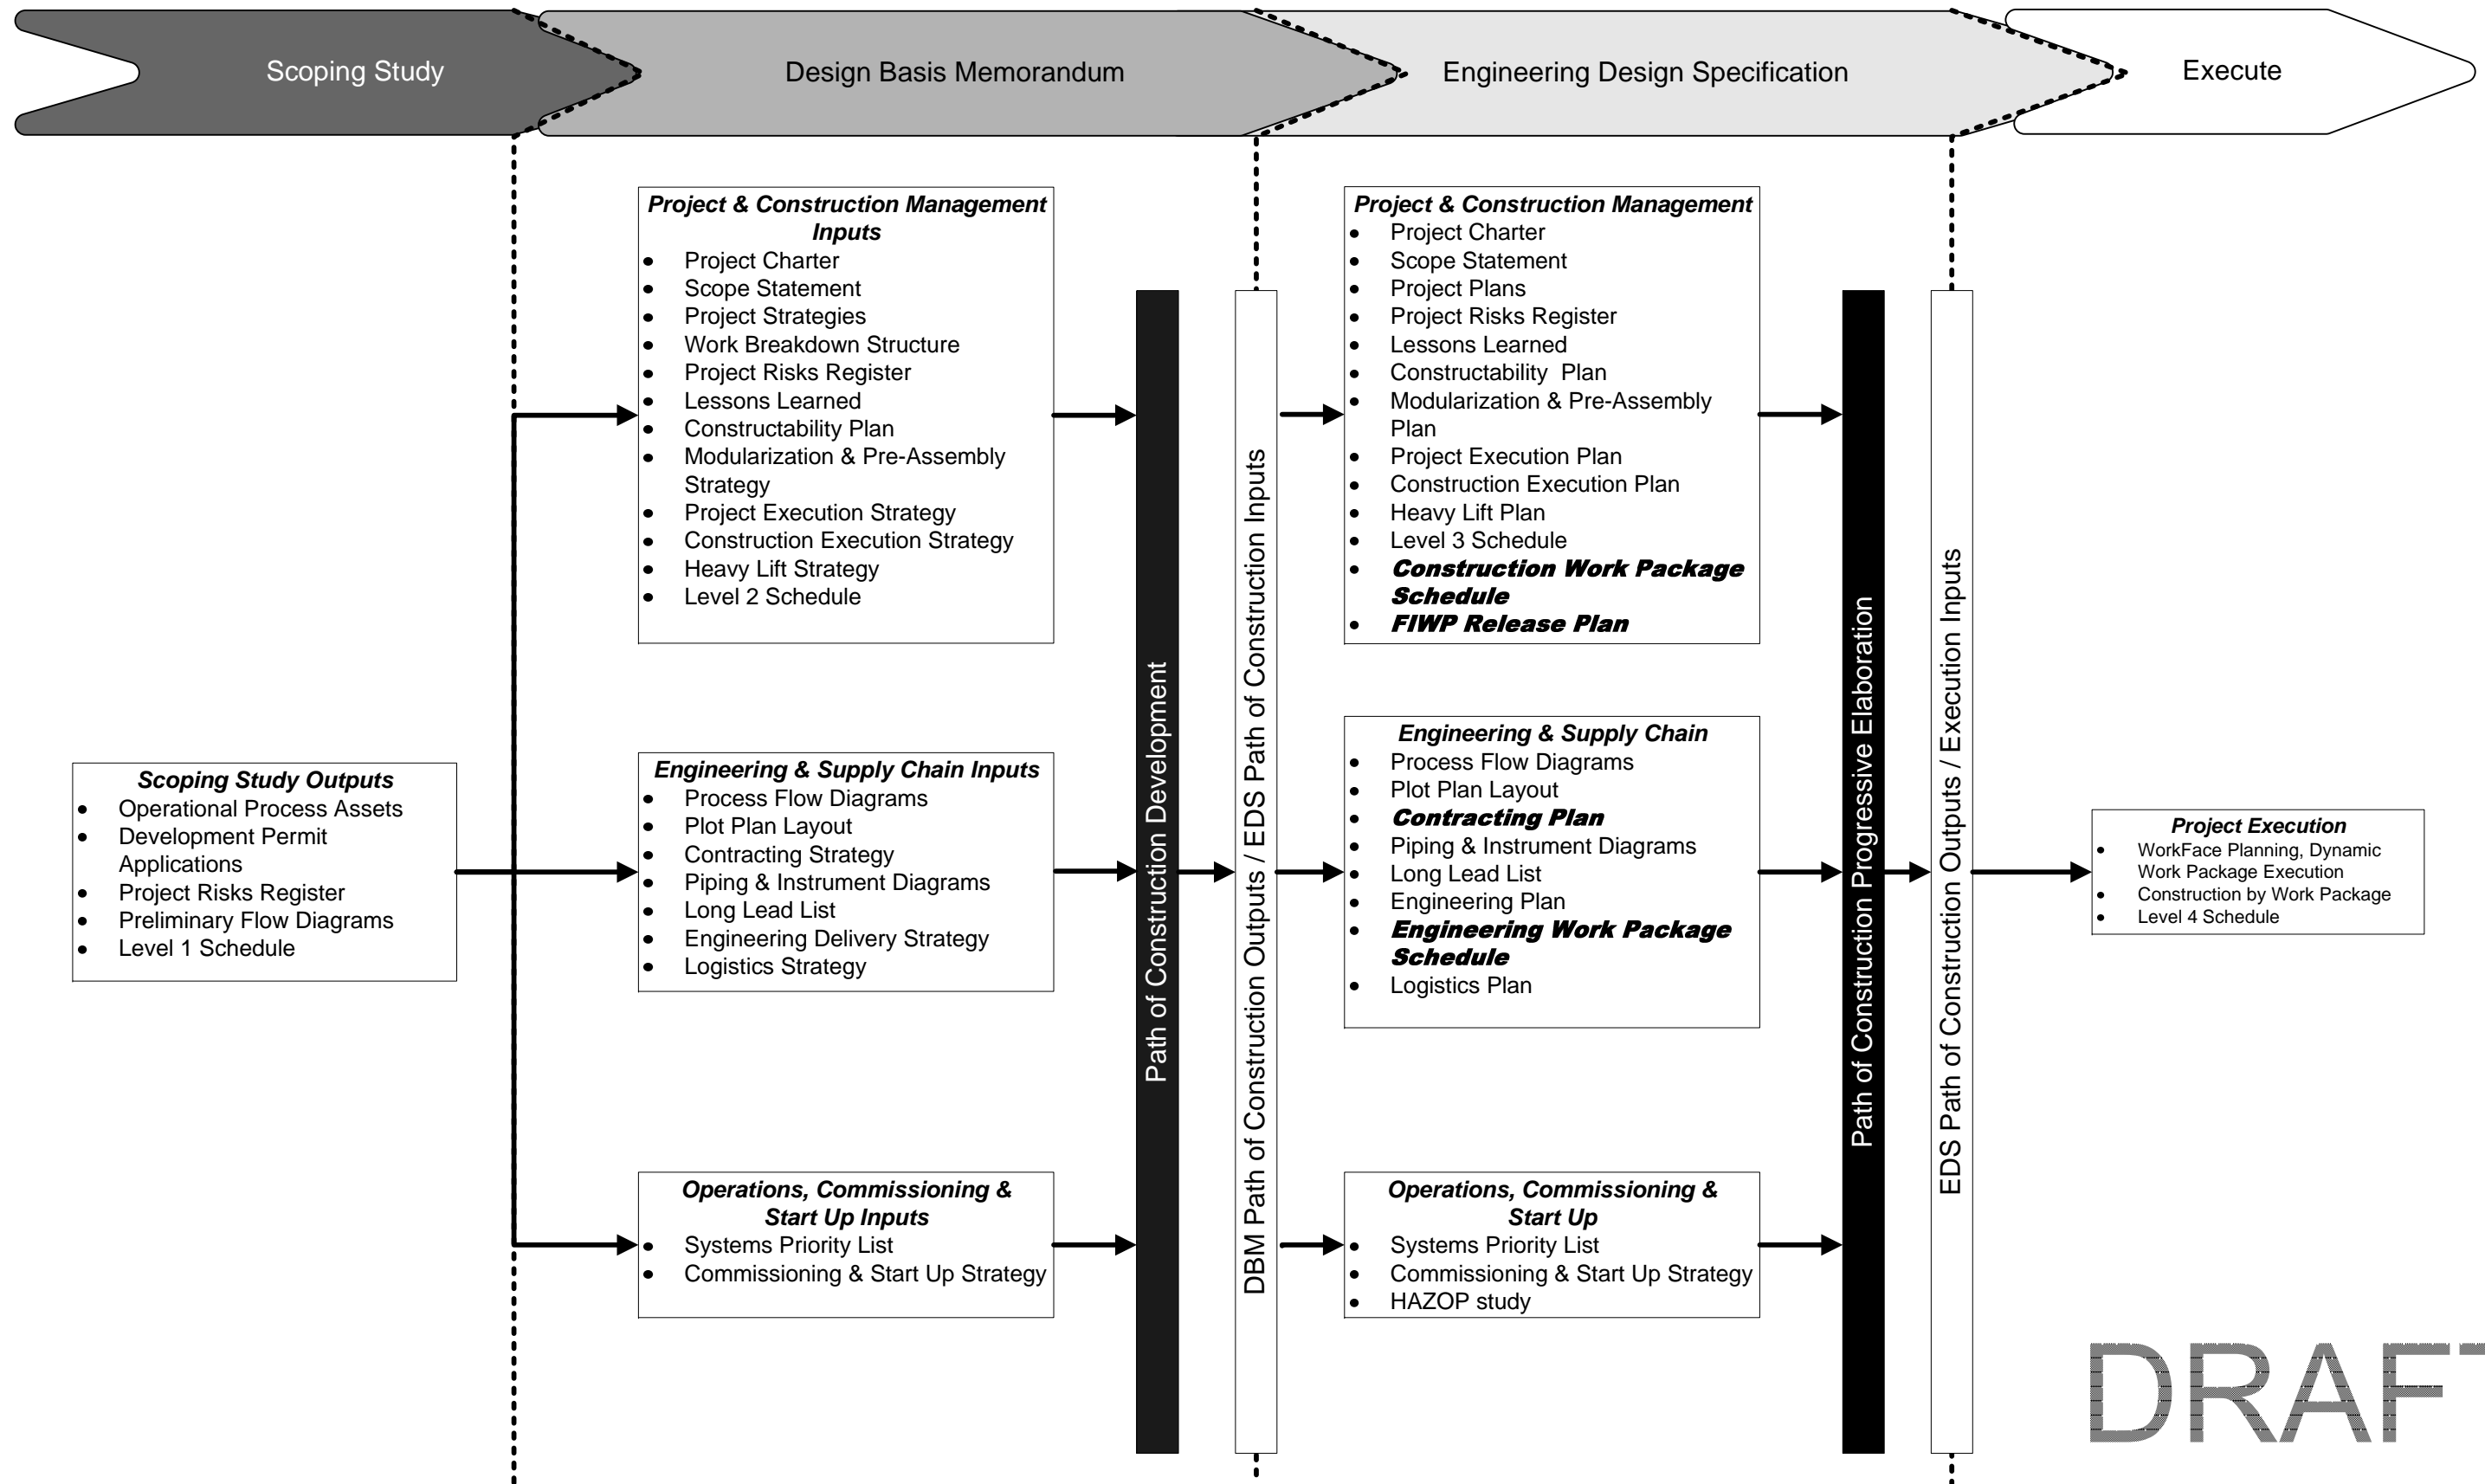 Scoping Study
Design Basis Memorandum
Engineering Design Specification
Execute
Scoping Study Outputs
• Operational Process Assets
• Development Permit
Applications
• Project Risks Register
• Preliminary Flow Diagrams
• Level 1 Schedule
Project & Construction Management
Inputs
• Project Charter
• Scope Statement
• Project Strategies
• Work Breakdown Structure
• Project Risks Register
• Lessons Learned
• Constructability Plan
• Modularization & Pre-Assembly
Strategy
• Project Execution Strategy
• Construction Execution Strategy
• Heavy Lift Strategy
• Level 2 Schedule
Engineering & Supply Chain Inputs
• Process Flow Diagrams
• Plot Plan Layout
• Contracting Strategy
• Piping & Instrument Diagrams
• Long Lead List
• Engineering Delivery Strategy
• Logistics Strategy
Operations, Commissioning &
Start Up Inputs
• Systems Priority List
• Commissioning & Start Up Strategy
Path of Construction Development
DBM Path of Construction Outputs / EDS Path of Construction Inputs
Project & Construction Management
• Project Charter
• Scope Statement
• Project Plans
• Project Risks Register
• Lessons Learned
• Constructability Plan
• Modularization & Pre-Assembly
Plan
• Project Execution Plan
• Construction Execution Plan
• Heavy Lift Plan
• Level 3 Schedule
• Construction Work Package
Schedule
• FIWP Release Plan
Engineering & Supply Chain
• Process Flow Diagrams
• Plot Plan Layout
• Contracting Plan
• Piping & Instrument Diagrams
• Long Lead List
• Engineering Plan
• Engineering Work Package
Schedule
• Logistics Plan
Operations, Commissioning &
Start Up
• Systems Priority List
• Commissioning & Start Up Strategy
• HAZOP study
Path of Construction Progressive Elaboration
EDS Path of Construction Outputs / Execution Inputs
Project Execution
• WorkFace Planning, Dynamic
Work Package Execution
• Construction by Work Package
• Level 4 Schedule
DRAFT